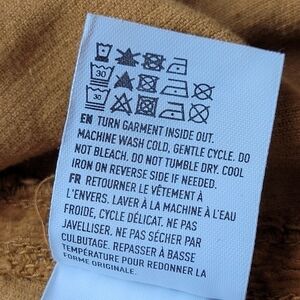 30
30
EN TURN GARMENT INSIDE OUT.
MACHINE WASH COLD, GENTLE CYCLE. DO
NOT BLEACH. DO NOT TUMBLE DRY. COOL
IRON ON REVERSE SIDE IF NEEDED.
FR RETOURNER LE VÊTEMENT À
L'ENVERS. LAVER À LA MACHINE À L'EAU
FROIDE, CYCLE DÉLICAT. NE PAS
JAVELLISER. NE PAS SÉCHER PAR
CULBUTAGE. REPASSER À BASSE
TEMPÉRATURE POUR REDONNER LA
FORME ORIGINALE.